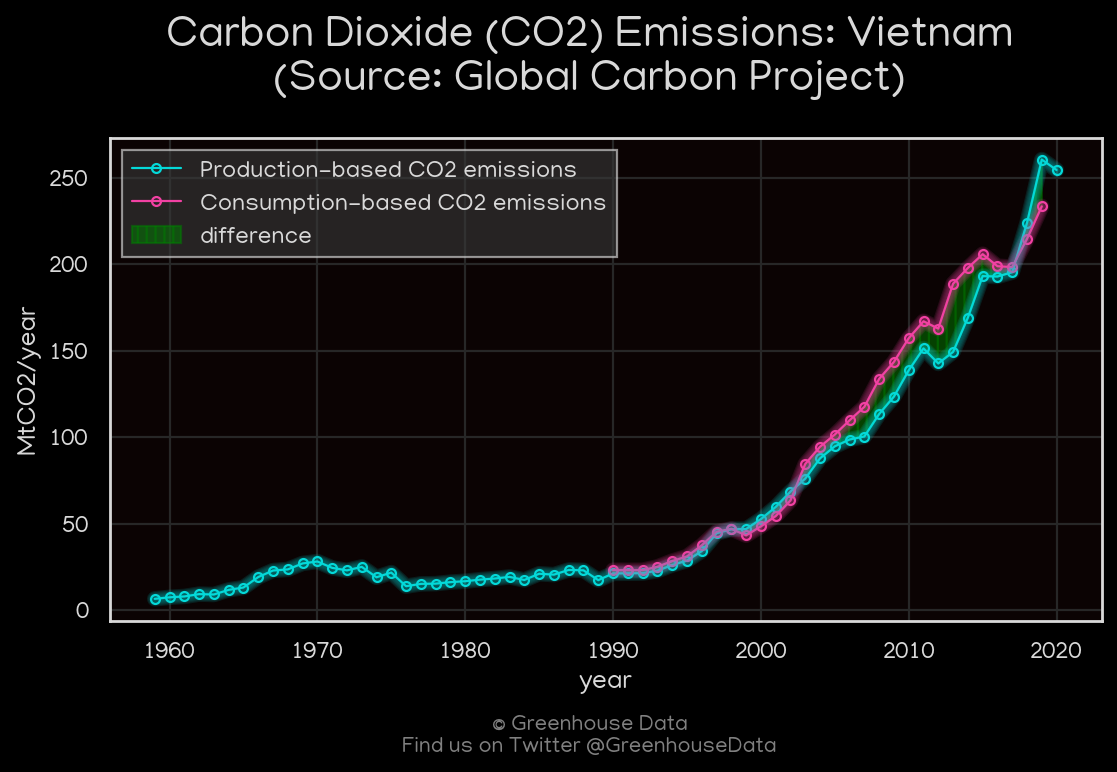 Carbon Dioxide (CO2) Emissions: Vietnam
(Source: Global Carbon Project)
Production-based CO2 emissions
Consumption-based CO2 emissions
difference
MtCO2/year
250
200
150
100
50
0
1960 1970 1980 1990 2000 2010 2020
year
© Greenhouse Data
Find us on Twitter @GreenhouseData